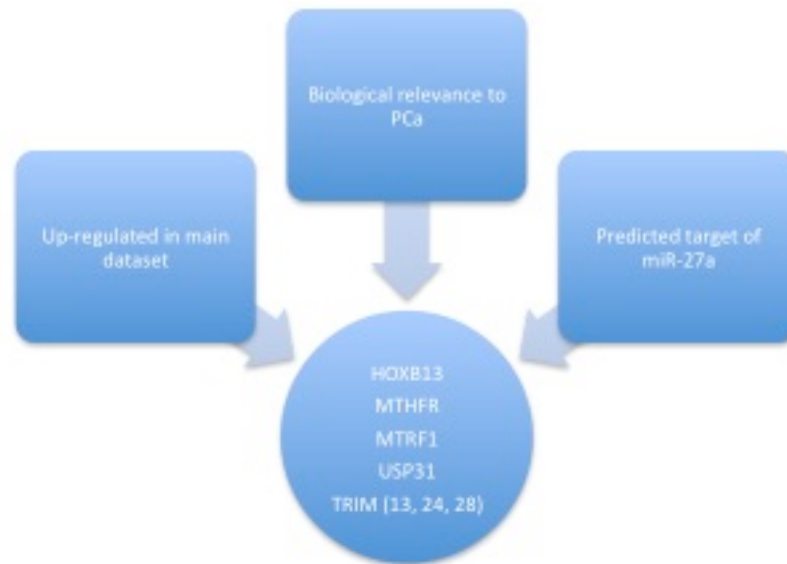 Biological relevance to
PCa
Up-regulated in main
dataset
Predicted target of
miR-27a
HOXB13
MTHFR
MTRF1
USP31
TRIM (13, 24, 28)